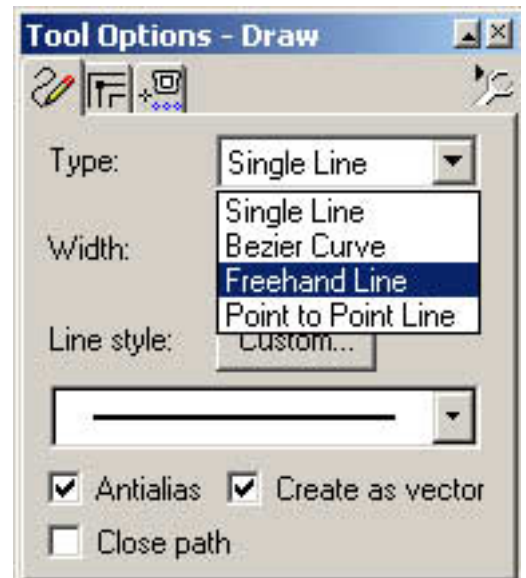 Tool Options - Draw
Type:
Single Line
Single Line
Bezier Curve
Width:
Freehand Line
Point to Point Line
Line style:
Custom...
Antialias
Create as vector
Close path